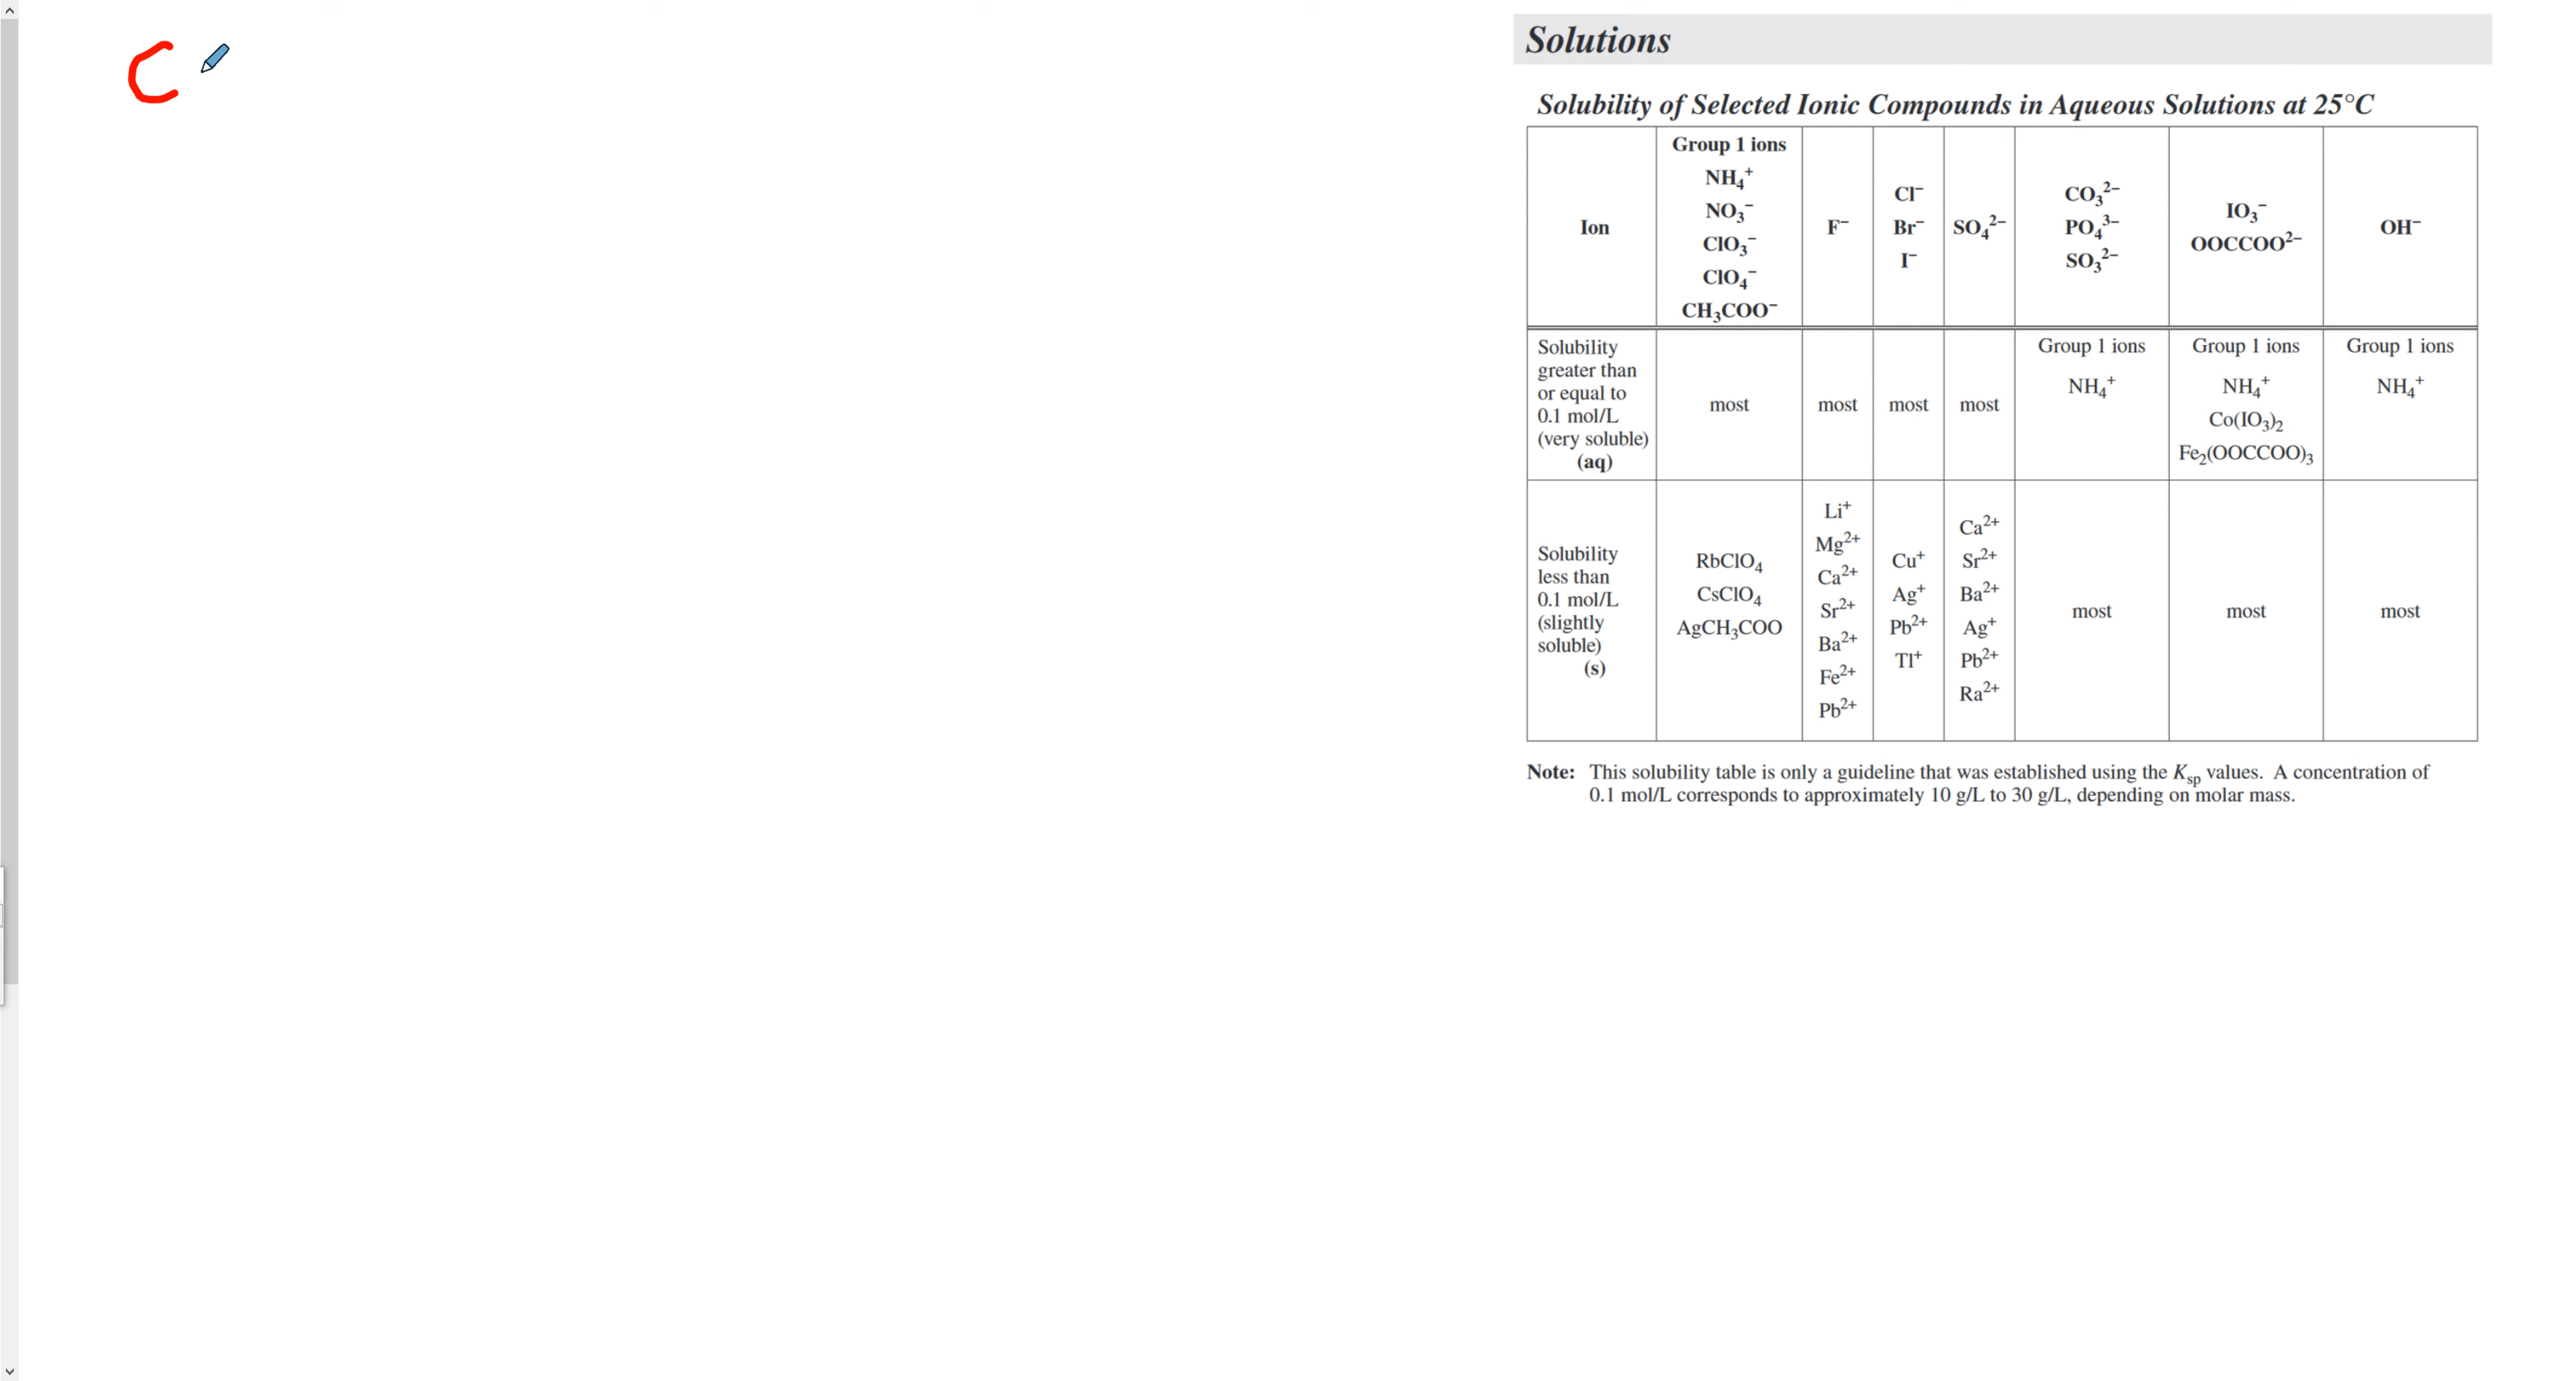 C
Solutions
Solubility of Selected Ionic Compounds in Aqueous Solutions at 25°C
Ion
Group 1 ions
NH₄⁺
NO₃⁻
ClO₃⁻
ClO₄⁻
CH₃COO⁻
F⁻
Cl⁻
Br⁻
I⁻
SO₄²⁻
CO₃²⁻
PO₄³⁻
SO₃²⁻
IO₃⁻
OOCCOO²⁻
OH⁻
Solubility
greater than
or equal to
0.1 mol/L
(very soluble)
(aq)
most
most
most
most
Group 1 ions
NH₄⁺
Group 1 ions
NH₄⁺
Co(IO₃)₂
Fe₂(OOCCOO)₃
Group 1 ions
NH₄⁺
Solubility
less than
0.1 mol/L
(slightly
soluble)
(s)
RbClO₄
CsClO₄
AgCH₃COO
Li⁺
Mg²⁺
Ca²⁺
Sr²⁺
Ba²⁺
Fe²⁺
Pb²⁺
Cu⁺
Ag⁺
Pb²⁺
Tl⁺
Ca²⁺
Sr²⁺
Ba²⁺
Ag⁺
Pb²⁺
Ra²⁺
most
most
most
Note: This solubility table is only a guideline that was established using the Kₛₚ values. A concentration of
0.1 mol/L corresponds to approximately 10 g/L to 30 g/L, depending on molar mass.